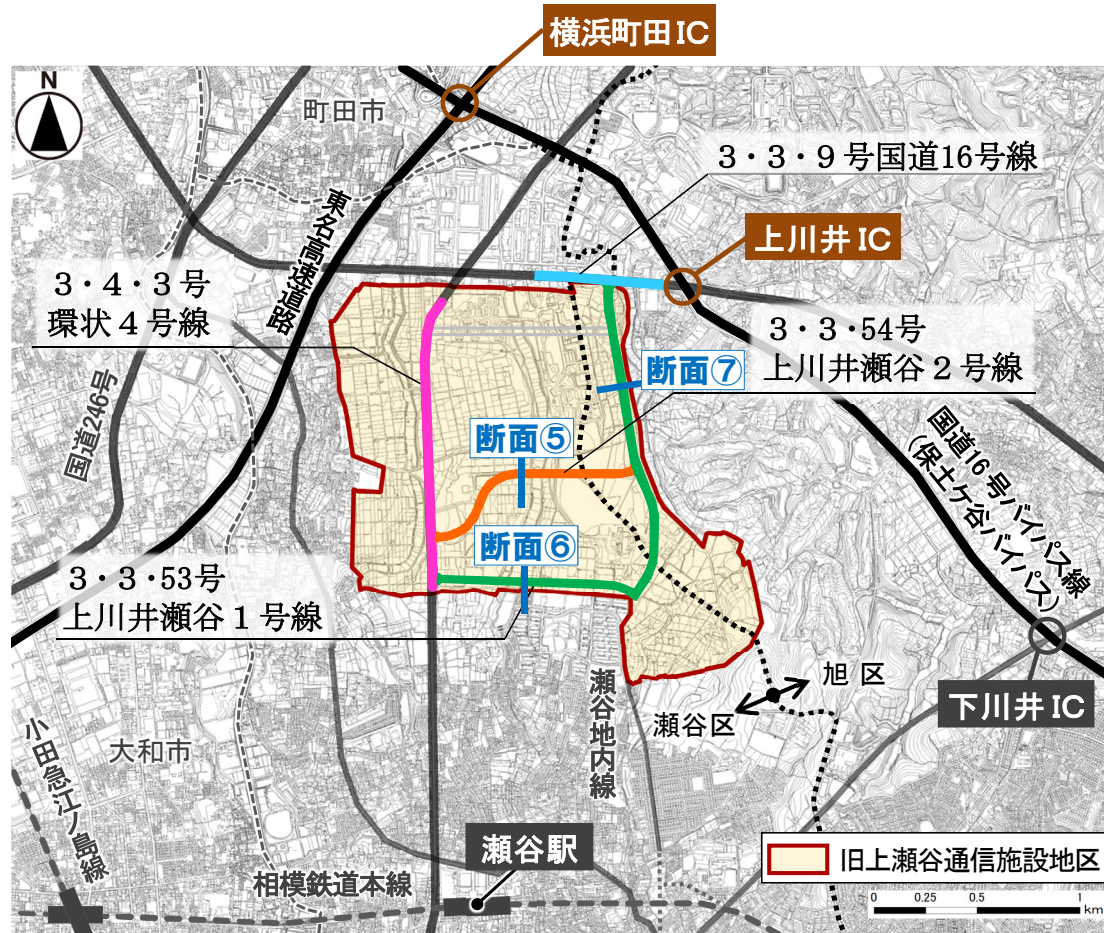 横浜町田IC
N
町田市
3・3・9号国道16号線
東名高速道路
上川井IC
3・4・3号
環状4号線
3・3・54号
上川井瀬谷2号線
断面⑦
国道246号
断面⑤
国道16号バイパス線
(保土ケ谷バイパス)
断面⑥
3・3・53号
上川井瀬谷1号線
瀬谷地内線
旭区
瀬谷区
下川井IC
小田急江ノ島線
大和市
瀬谷駅
相模鉄道本線
旧上瀬谷通信施設地区
0 0.25 0.5 1
km